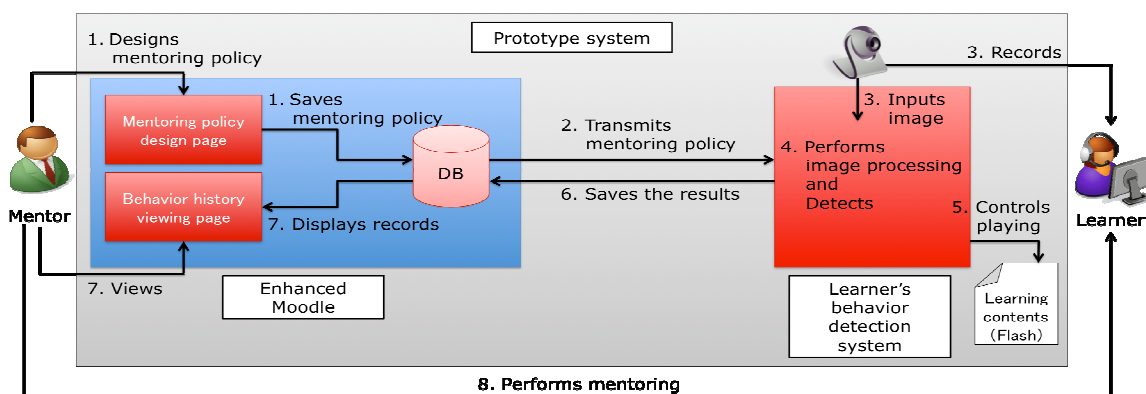 Prototype system
1. Designs
mentoring policy
3. Records
1. Saves
mentoring policy
3. Inputs
image
Mentoring policy
design page
2. Transmits
mentoring policy
4. Performs
image processing
and
Detects
DB
Mentor
Behavior history
viewing page
6. Saves the results
7. Displays records
5. Controls
playing
Learner
7. Views
Enhanced
Moodle
Learner's
behavior
detection
system
Learning
contents
(Flash)
8. Performs mentoring